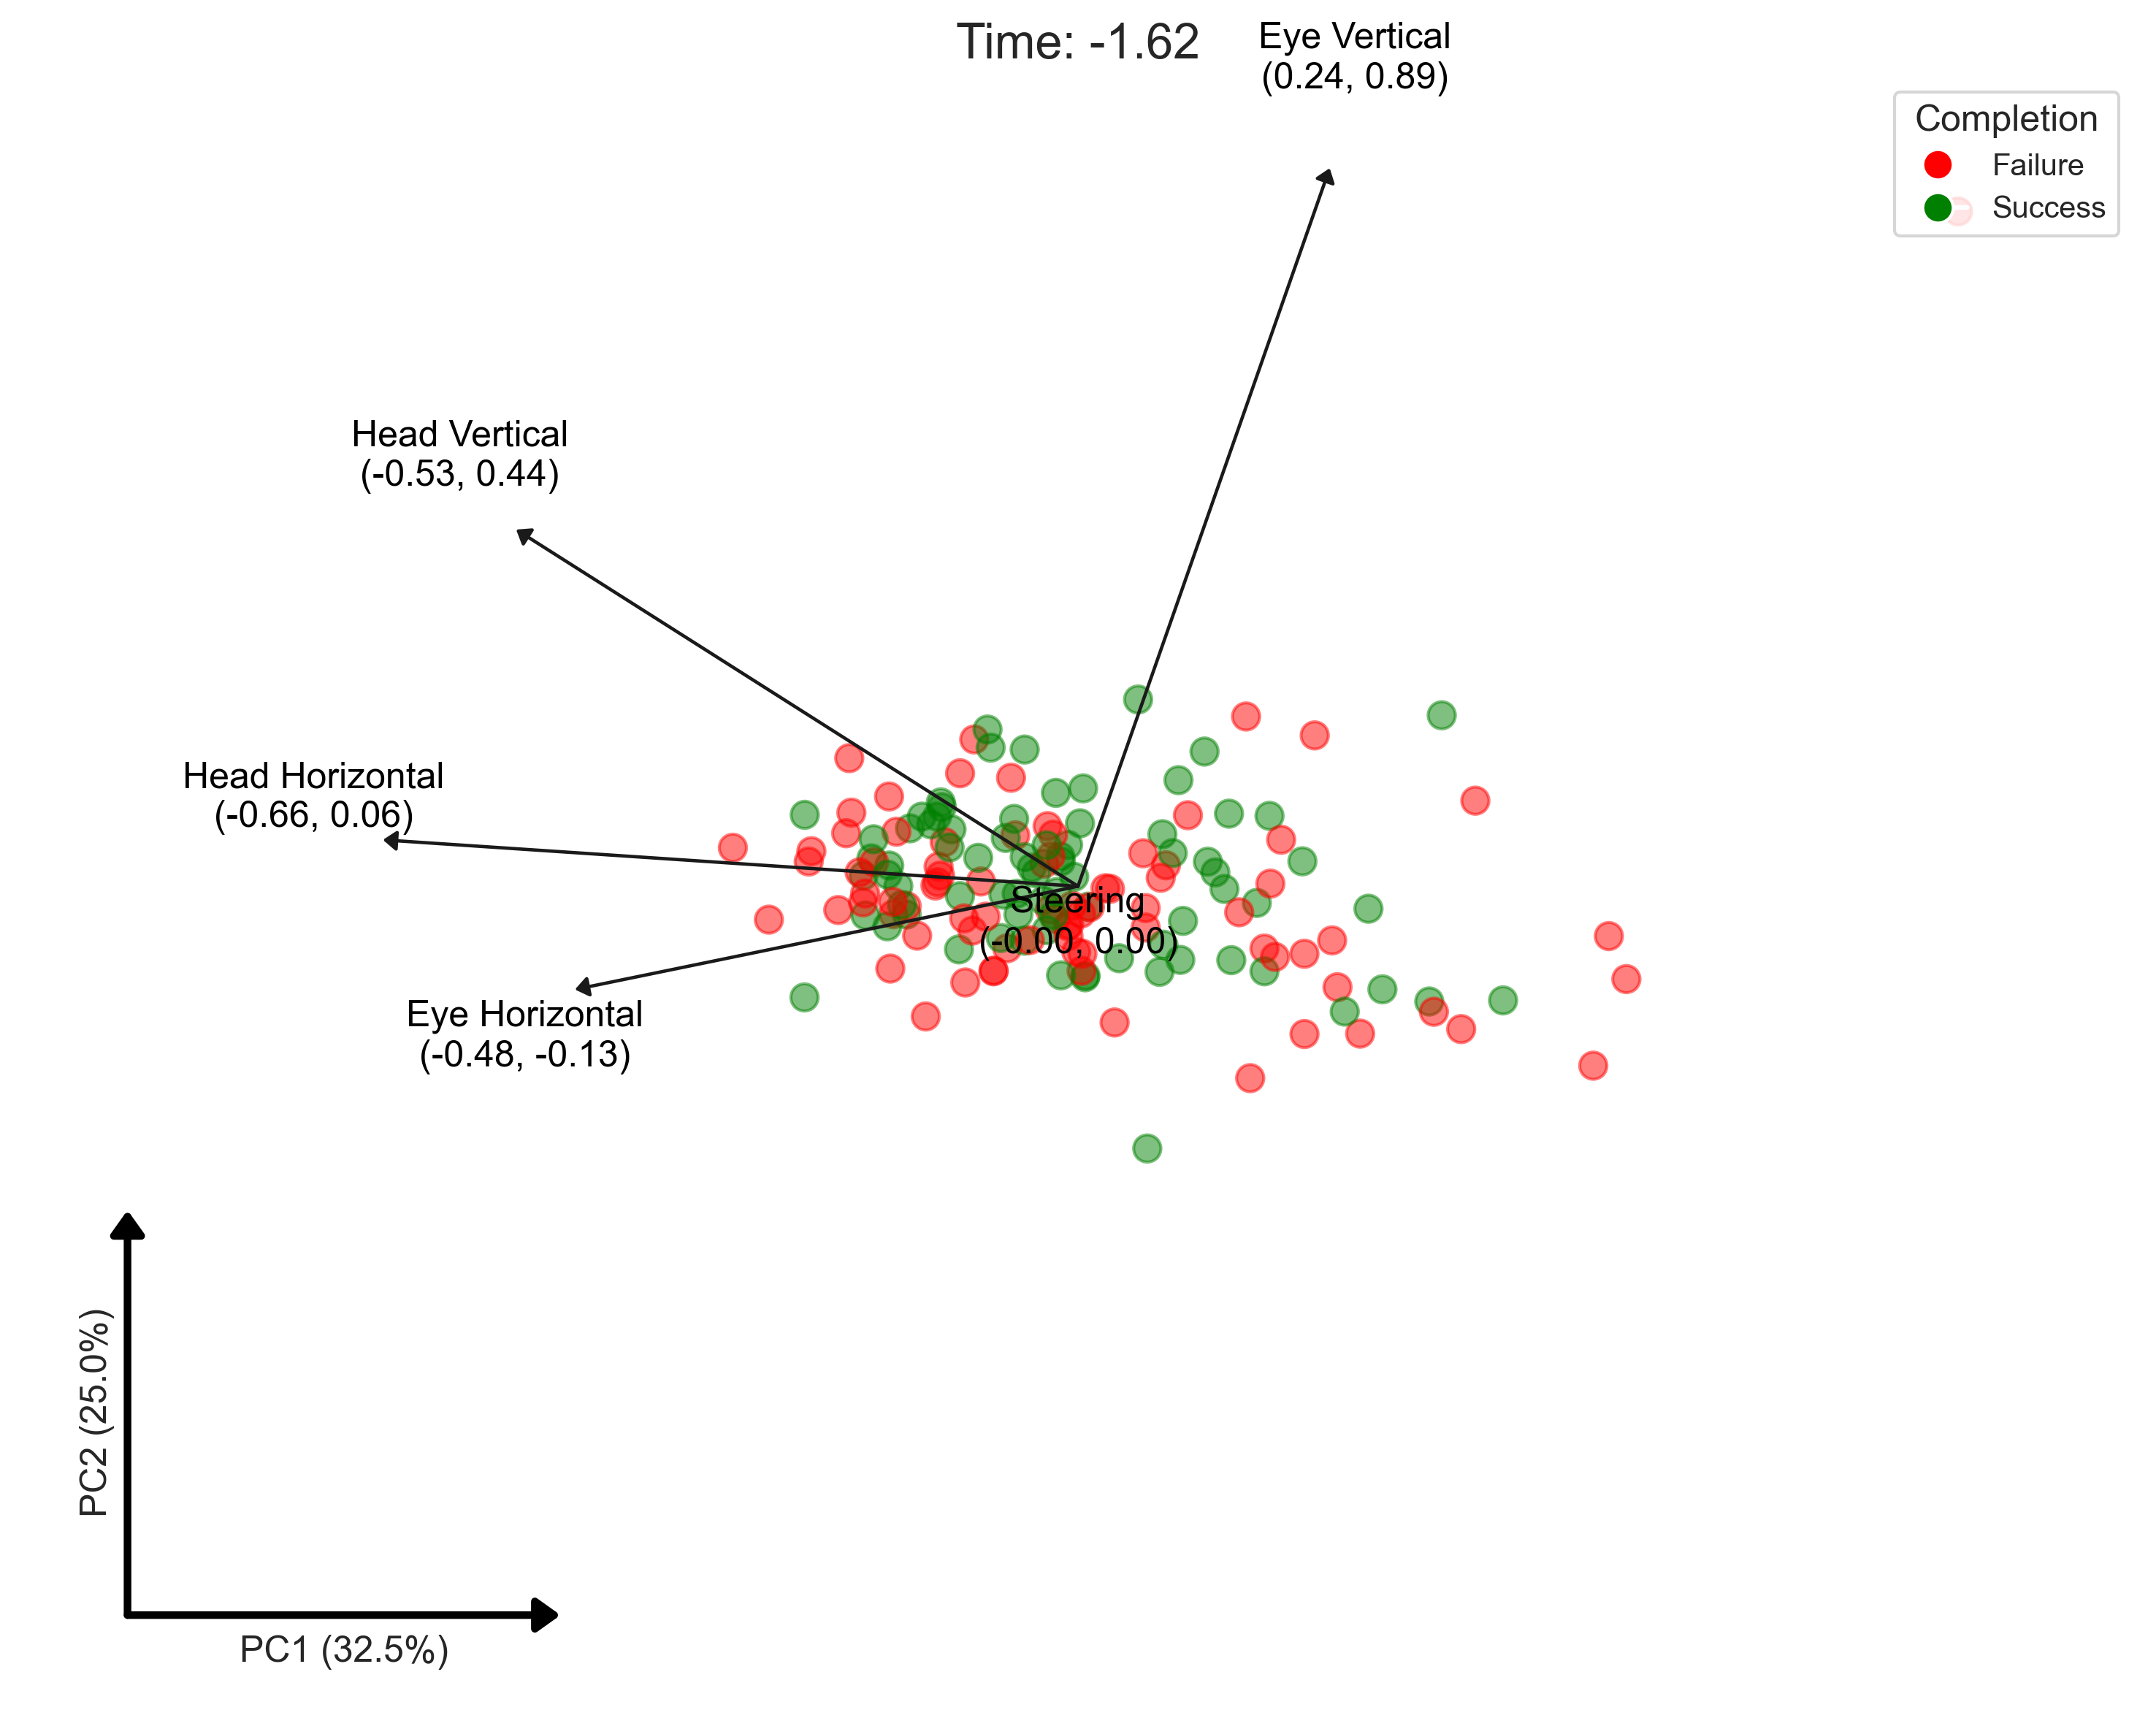 Time: -1.62
Eye Vertical
(0.24, 0.89)
Completion
Failure
Success
Head Vertical
(-0.53, 0.44)
Head Horizontal
(-0.66, 0.06)
Steering
(-0.00, 0.00)
Eye Horizontal
(-0.48, -0.13)
PC2 (25.0%)
PC1 (32.5%)